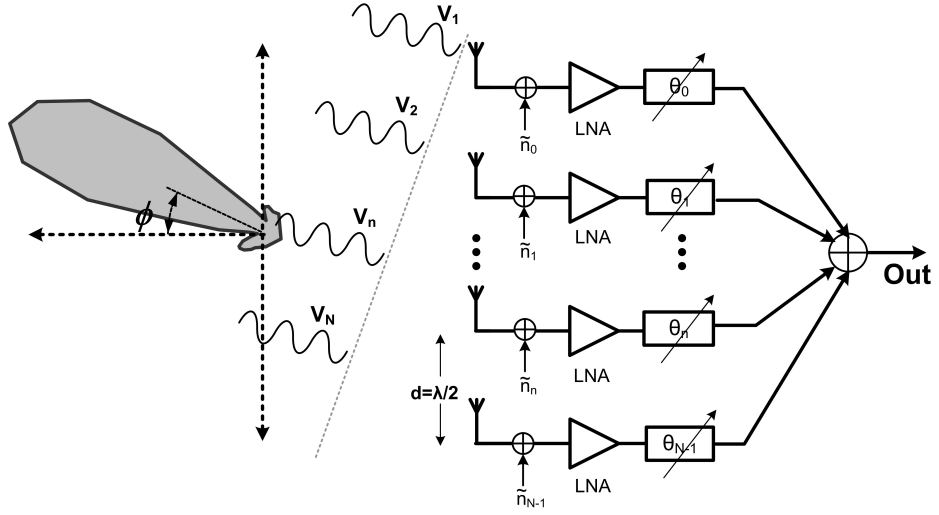 V1
V2
Vn
VN
ϕ
ñ0
LNA
θ0
ñ1
LNA
θ1
Out
ñn
LNA
θn
d=λ/2
ñN-1
LNA
θN-1